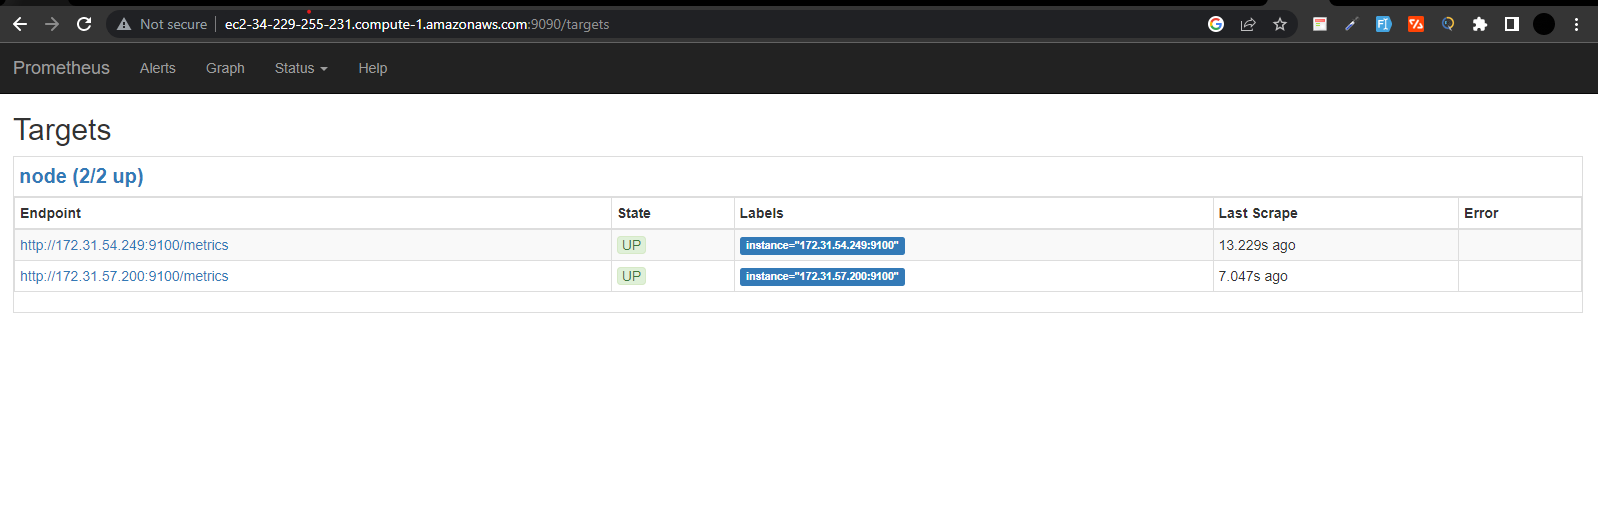 Not secure ec2-34-229-255-231.compute-1.amazonaws.com:9090/targets
Prometheus Alerts Graph Status Help
Targets
node (2/2 up)
Endpoint State Labels Last Scrape Error
http://172.31.54.249:9100/metrics UP instance="172.31.54.249:9100" 13.229s ago
http://172.31.57.200:9100/metrics UP instance="172.31.57.200:9100" 7.047s ago